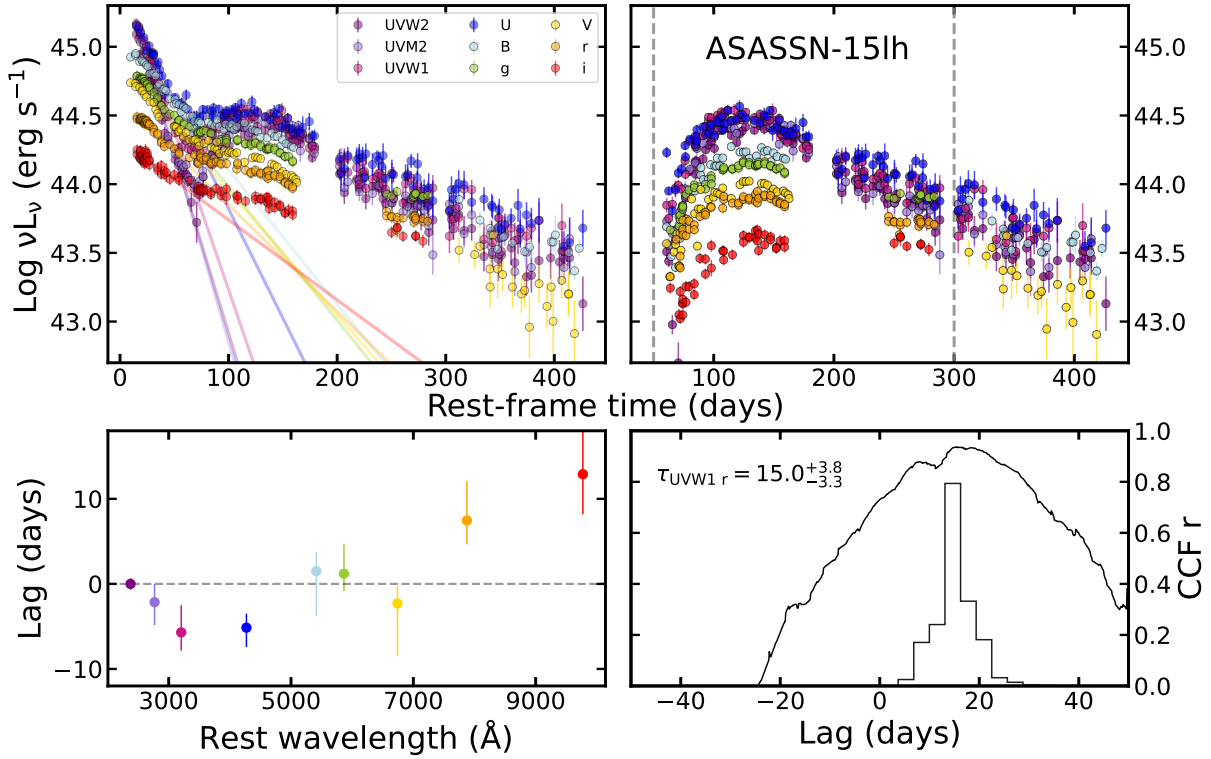 UVW2 U V
UVM2 B r
UVW1 g i
ASASSN-15lh
Log νLν (erg s−1)
45.0
44.5
44.0
43.5
43.0
45.0
44.5
44.0
43.5
43.0
0 100 200 300 400
100 200 300 400
Rest-frame time (days)
Lag (days)
10
0
−10
3000 5000 7000 9000
Rest wavelength (Å)
τUVW1 r = 15.0+3.8−3.3
1.0
0.8
0.6
0.4
0.2
0.0
CCF r
−40 −20 0 20 40
Lag (days)